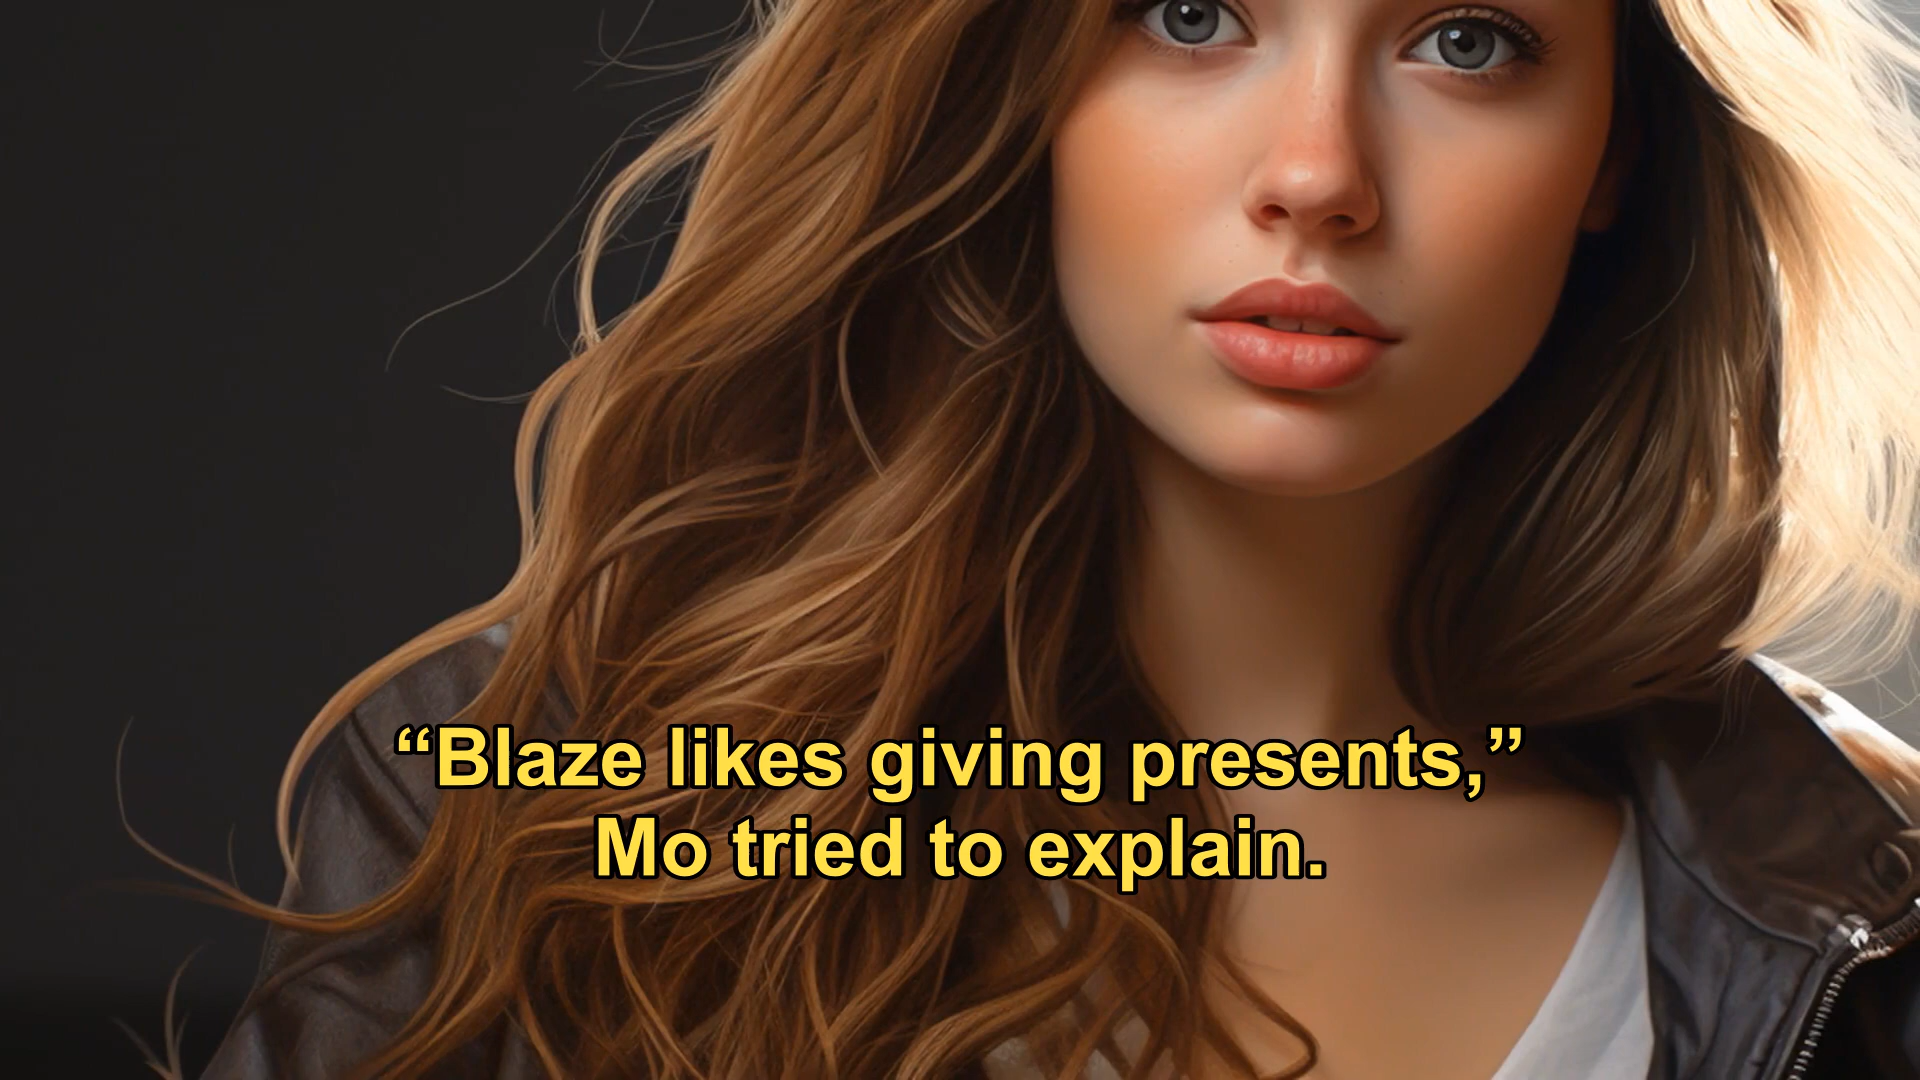 “Blaze likes giving presents,”
Mo tried to explain.